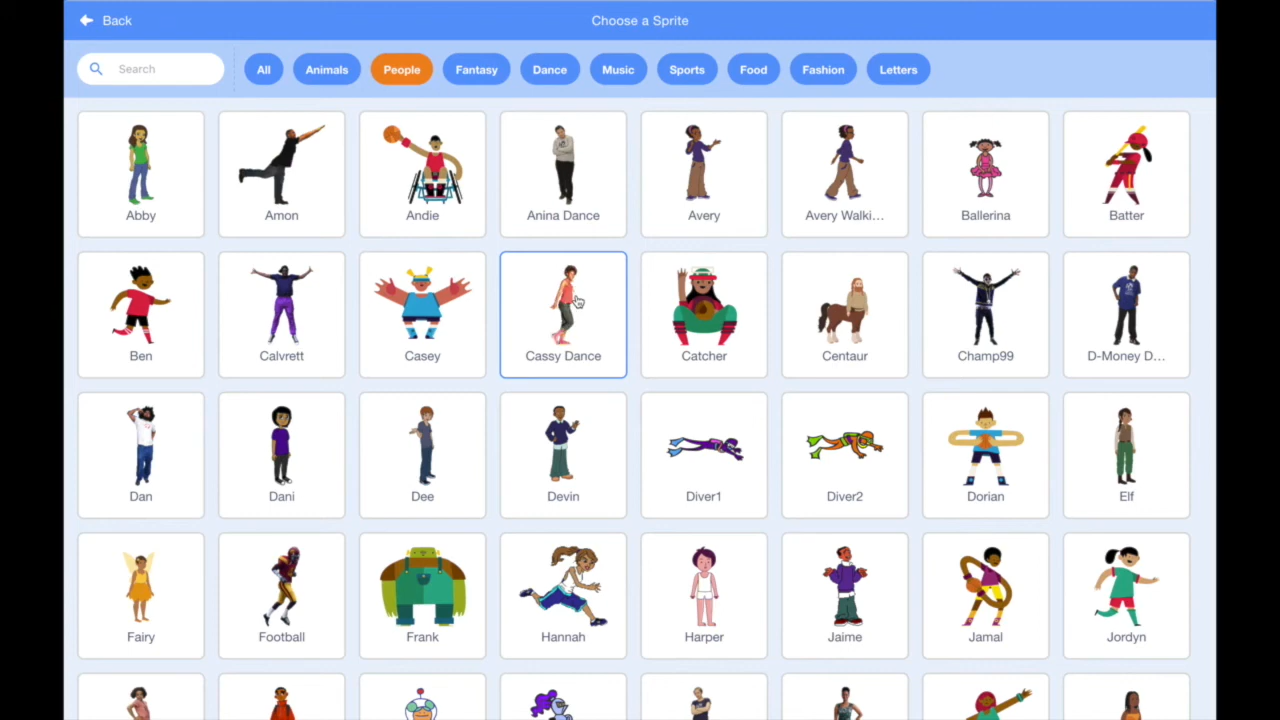 Back
Choose a Sprite
Search
All
Animals
People
Fantasy
Dance
Music
Sports
Food
Fashion
Letters
Abby
Amon
Andie
Anina Dance
Avery
Avery Walki...
Ballerina
Batter
Ben
Calvrett
Casey
Cassy Dance
Catcher
Centaur
Champ99
D-Money D...
Dan
Dani
Dee
Devin
Diver1
Diver2
Dorian
Elf
Fairy
Football
Frank
Hannah
Harper
Jaime
Jamal
Jordyn